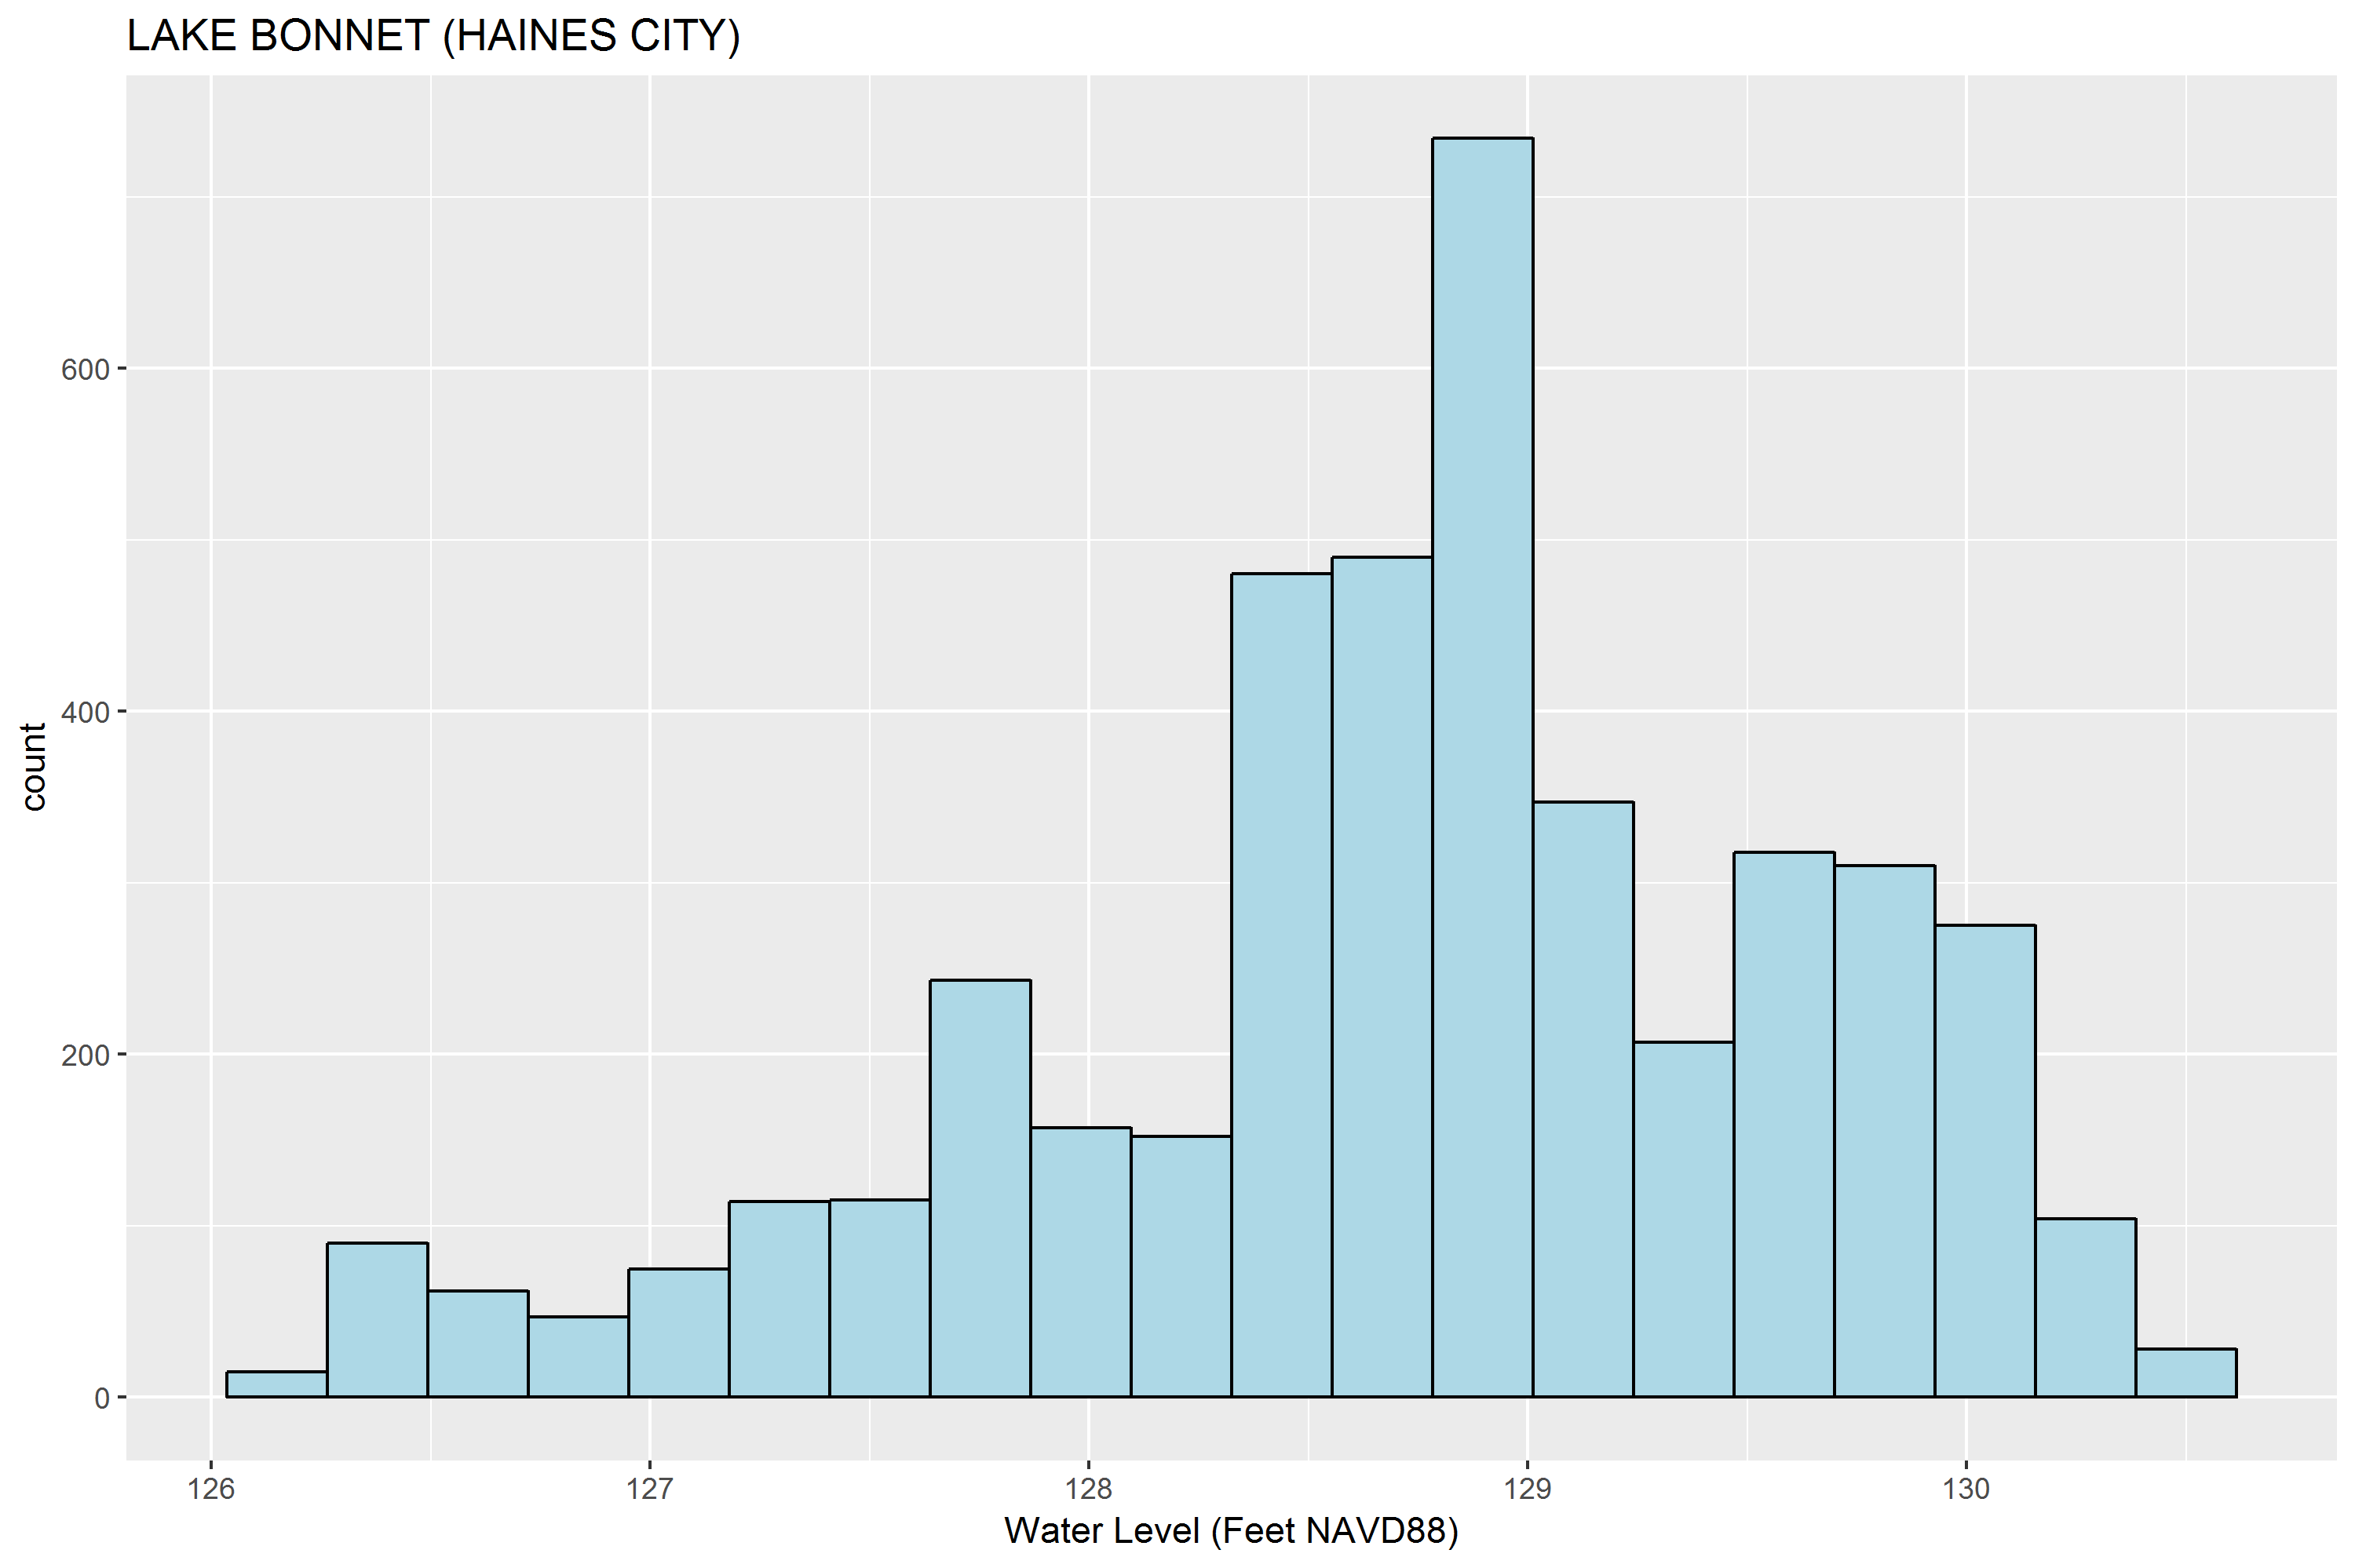 LAKE BONNET (HAINES CITY)
600
400
200
0
count
126 127 128 129 130
Water Level (Feet NAVD88)